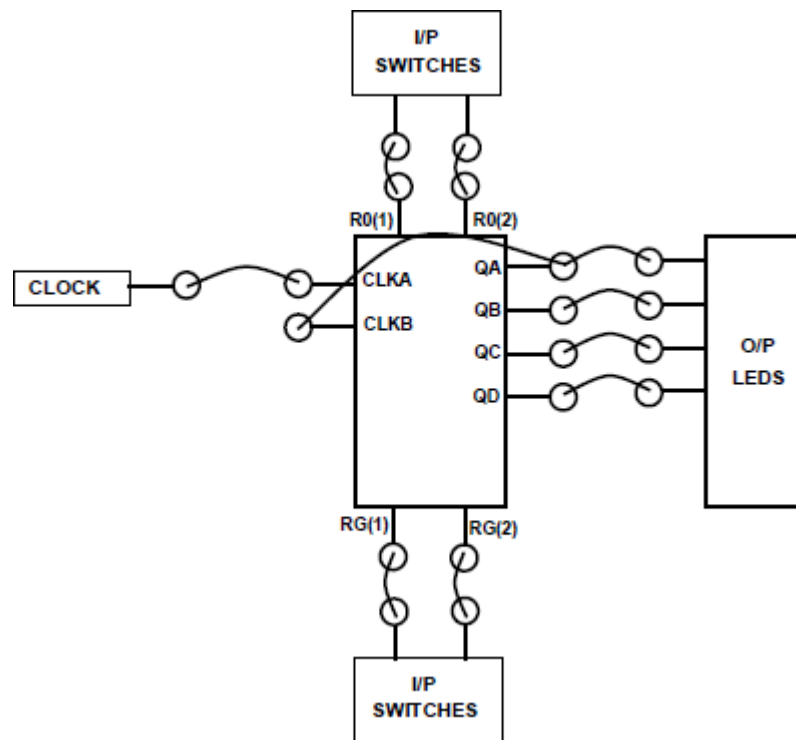 I/P
SWITCHES
R0(1)
R0(2)
CLOCK
CLKA
CLKB
QA
QB
QC
QD
O/P
LEDS
RG(1)
RG(2)
I/P
SWITCHES